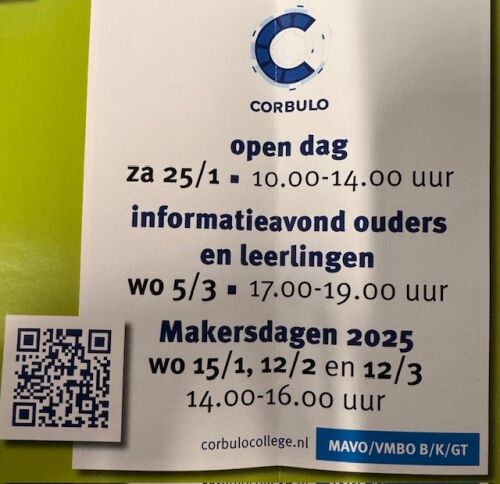 CORBULO
open dag
za 25/1 ▪ 10.00-14.00 uur
informatieavond ouders
en leerlingen
wo 5/3 ▪ 17.00-19.00 uur
Makersdagen 2025
wo 15/1, 12/2 en 12/3
14.00-16.00 uur
corbulocollege.nl
MAVO/VMBO B/K/GT